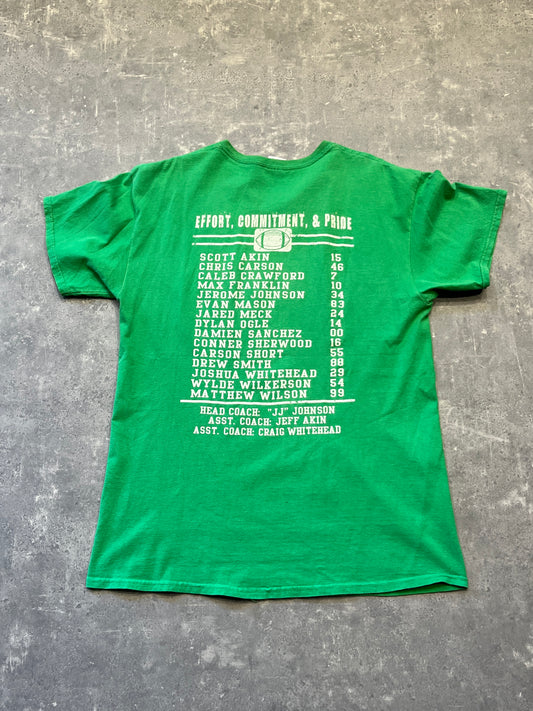 EFFORT, COMMITMENT, & PRIDE
SCOTT AKIN 15
CHRIS CARSON 46
CALEB CRAWFORD 7
MAX FRANKLIN 10
JEROME JOHNSON 34
EVAN MASON 83
JARED MECK 24
DYLAN OGLE 14
DAMIEN SANCHEZ 00
CONNER SHERWOOD 16
CARSON SHORT 55
DREW SMITH 88
JOSHUA WHITEHEAD 29
WYLDE WILKERSON 54
MATTHEW WILSON 99
HEAD COACH: "JJ" JOHNSON
ASST. COACH: JEFF AKIN
ASST. COACH: CRAIG WHITEHEAD